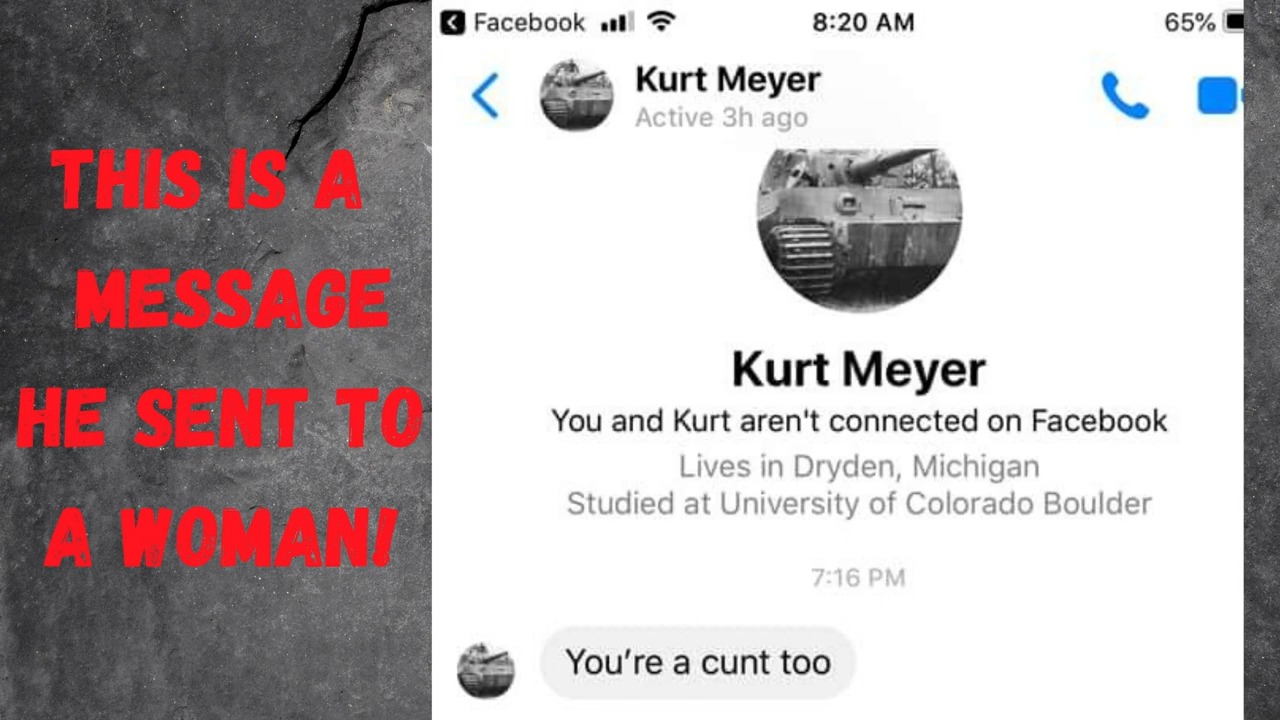 THIS IS A
MESSAGE
HE SENT TO
A WOMAN!
Facebook
8:20 AM
65%
Kurt Meyer
Active 3h ago
Kurt Meyer
You and Kurt aren't connected on Facebook
Lives in Dryden, Michigan
Studied at University of Colorado Boulder
7:16 PM
You’re a cunt too